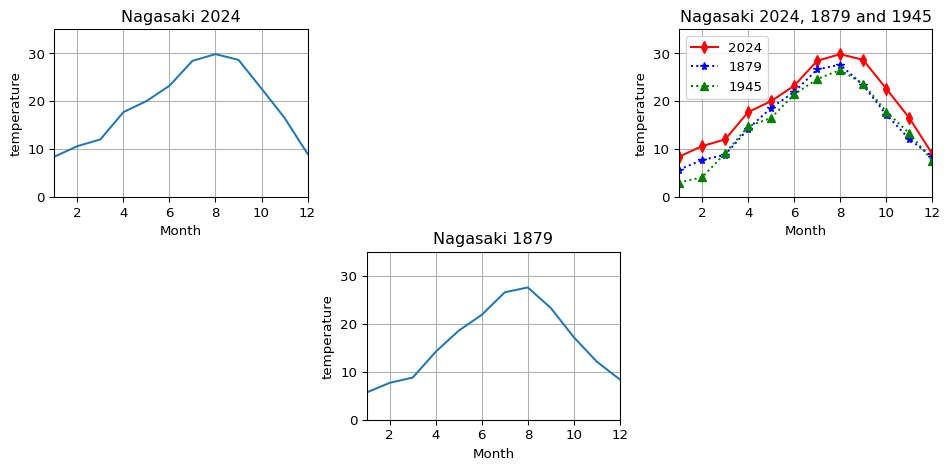 Nagasaki 2024
temperature
30
20
10
0
2 4 6 8 10 12
Month
Nagasaki 2024, 1879 and 1945
temperature
30
20
10
0
2024
1879
1945
2 4 6 8 10 12
Month
Nagasaki 1879
temperature
30
20
10
0
2 4 6 8 10 12
Month